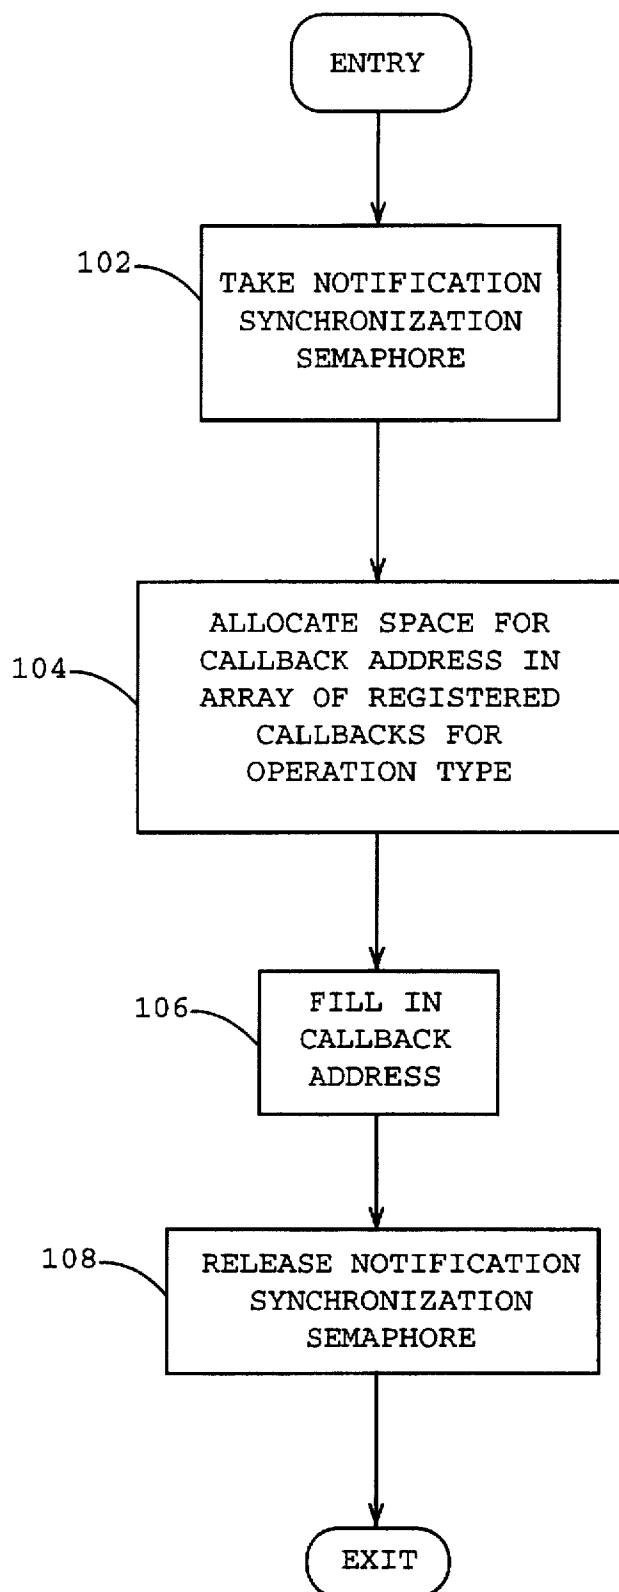 ENTRY
102
TAKE NOTIFICATION
SYNCHRONIZATION
SEMAPHORE
104
ALLOCATE SPACE FOR
CALLBACK ADDRESS IN
ARRAY OF REGISTERED
CALLBACKS FOR
OPERATION TYPE
106
FILL IN
CALLBACK
ADDRESS
108
RELEASE NOTIFICATION
SYNCHRONIZATION
SEMAPHORE
EXIT